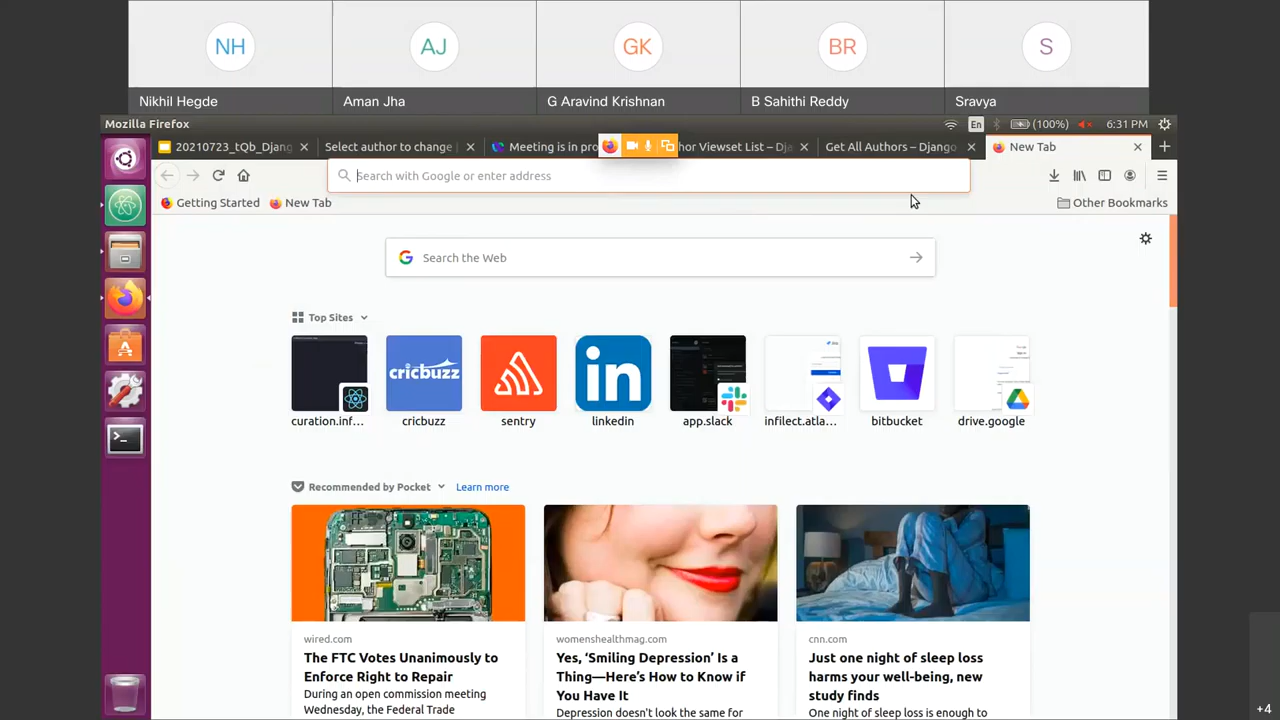 NH
AJ
GK
BR
S
Nikhil Hegde
Aman Jha
G Aravind Krishnan
B Sahithi Reddy
Sravya
Mozilla Firefox
En
(100%)
6:31 PM
20210723_tQb_Djang
Select author to change |
Meeting is in pro
hor Viewset List – Dj
Get All Authors – Django
New Tab
Search with Google or enter address
Getting Started
New Tab
Other Bookmarks
Search the Web
Top Sites
cricbuzz
in
curation.inf...
cricbuzz
sentry
linkedin
app.slack
infilect.atla...
bitbucket
drive.google
Recommended by Pocket
Learn more
wired.com
The FTC Votes Unanimously to
Enforce Right to Repair
During an open commission meeting
Wednesday, the Federal Trade
womenshealthmag.com
Yes, ‘Smiling Depression’ Is a
Thing—Here’s How to Know if
You Have It
Depression doesn't look the same for
cnn.com
Just one night of sleep loss
harms your well-being, new
study finds
One night of sleep loss is enough to
+4